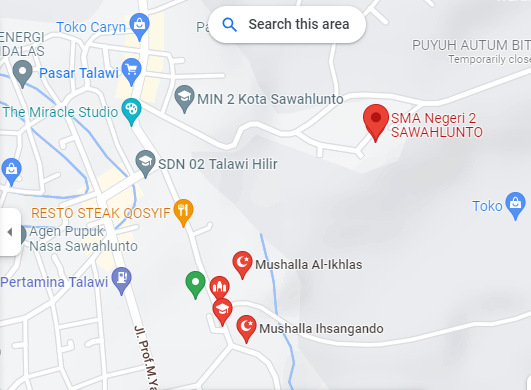 Toko Caryn
Pa
Search this area
ENERGI
DALAS
PUYUH AUTUM BIT
Temporarily close
Pasar Talawi
MIN 2 Kota Sawahlunto
The Miracle Studio
SMA Negeri 2
SAWAHLUNTO
SDN 02 Talawi Hilir
RESTO STEAK QOSYIF
Toko
Agen Pupuk
Nasa Sawahlunto
Mushalla Al-Ikhlas
Pertamina Talawi
Mushalla Ihsangando
Jl. Prof.M.Ya